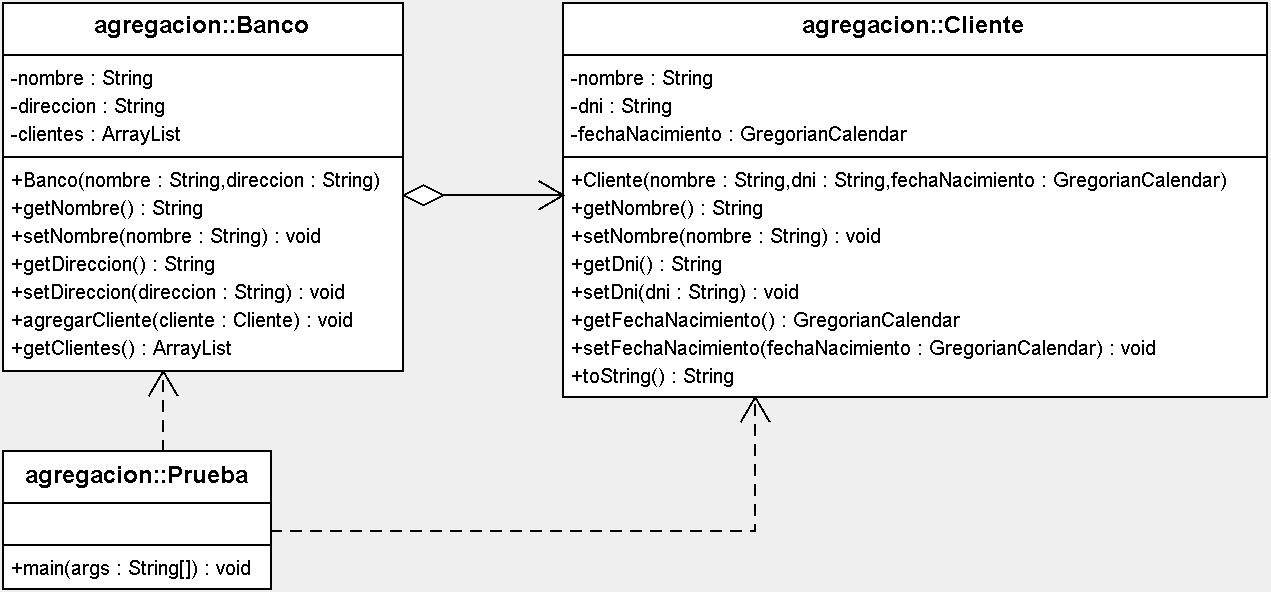 agregacion::Banco
-nombre : String
-direccion : String
-clientes : ArrayList
+Banco(nombre : String,direccion : String)
+getNombre() : String
+setNombre(nombre : String) : void
+getDireccion() : String
+setDireccion(direccion : String) : void
+agregarCliente(cliente : Cliente) : void
+getClientes() : ArrayList
agregacion::Cliente
-nombre : String
-dni : String
-fechaNacimiento : GregorianCalendar
+Cliente(nombre : String,dni : String,fechaNacimiento : GregorianCalendar)
+getNombre() : String
+setNombre(nombre : String) : void
+getDni() : String
+setDni(dni : String) : void
+getFechaNacimiento() : GregorianCalendar
+setFechaNacimiento(fechaNacimiento : GregorianCalendar) : void
+toString() : String
agregacion::Prueba
+main(args : String[]) : void